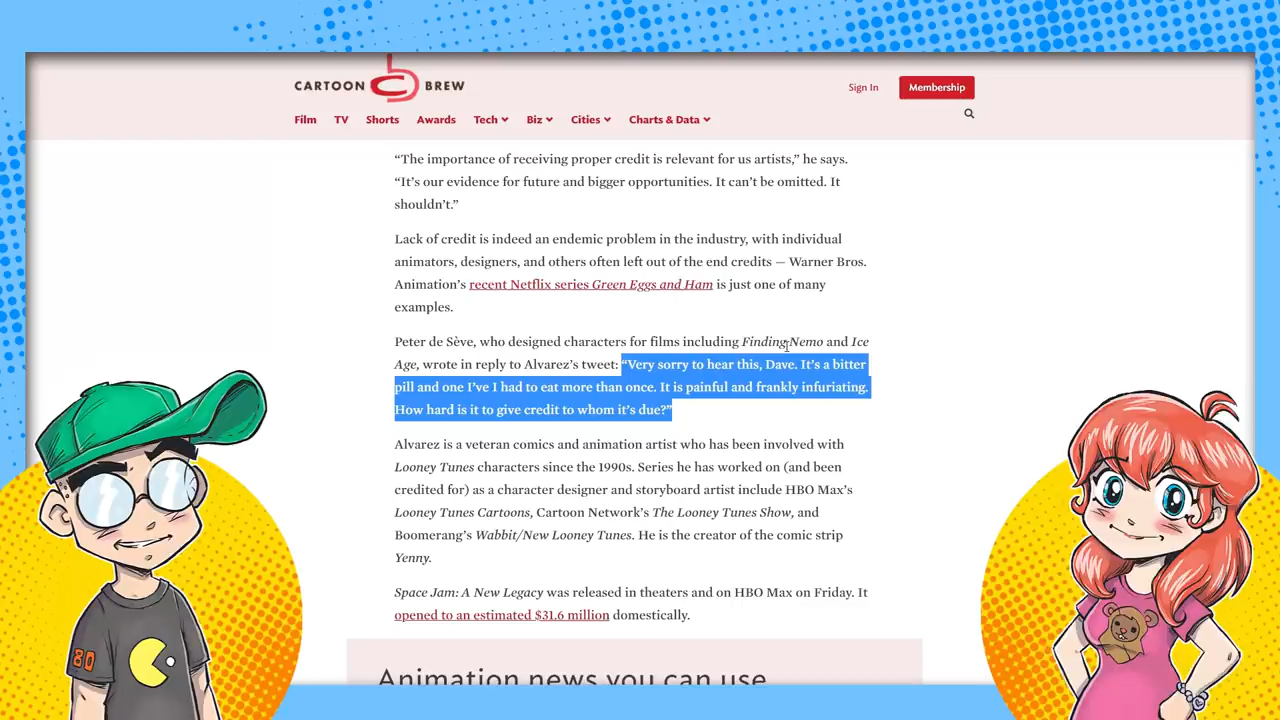 CARTOON BREW
Sign In
Membership
Film TV Shorts Awards Tech Biz Cities Charts & Data
“The importance of receiving proper credit is relevant for us artists,” he says.
“It’s our evidence for future and bigger opportunities. It can’t be omitted. It
shouldn’t.”
Lack of credit is indeed an endemic problem in the industry, with individual
animators, designers, and others often left out of the end credits — Warner Bros.
Animation’s recent Netflix series Green Eggs and Ham is just one of many
examples.
Peter de Sève, who designed characters for films including Finding Nemo and Ice
Age, wrote in reply to Alvarez’s tweet: “Very sorry to hear this, Dave. It’s a bitter
pill and one I’ve I had to eat more than once. It is painful and frankly infuriating.
How hard is it to give credit to whom it’s due?”
Alvarez is a veteran comics and animation artist who has been involved with
Looney Tunes characters since the 1990s. Series he has worked on (and been
credited for) as a character designer and storyboard artist include HBO Max’s
Looney Tunes Cartoons, Cartoon Network’s The Looney Tunes Show, and
Boomerang’s Wabbit/New Looney Tunes. He is the creator of the comic strip
Yenny.
Space Jam: A New Legacy was released in theaters and on HBO Max on Friday. It
opened to an estimated $31.6 million domestically.
Animation news you can use
80